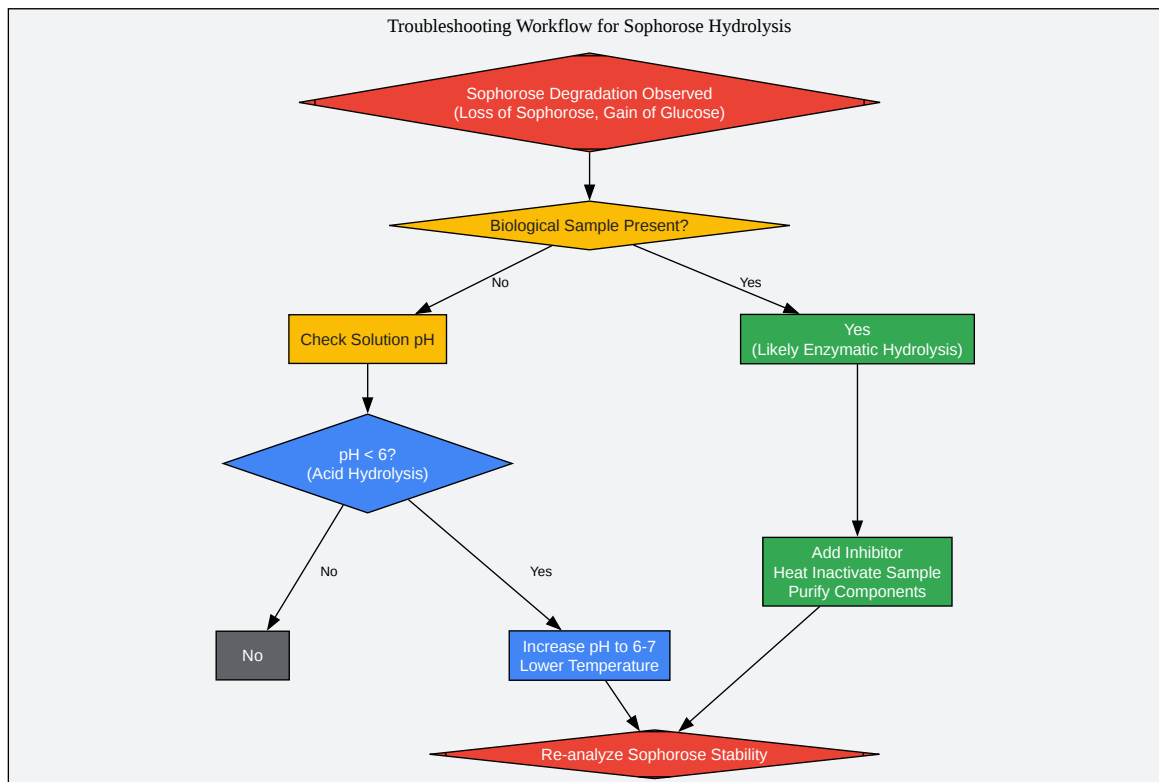 Troubleshooting Workflow for Sophorose Hydrolysis
Sophorose Degradation Observed
(Loss of Sophorose, Gain of Glucose)
Biological Sample Present?
No
Yes
Check Solution pH
Yes
(Likely Enzymatic Hydrolysis)
pH < 6?
(Acid Hydrolysis)
No
Yes
Add Inhibitor
Heat Inactivate Sample
Purify Components
No
Increase pH to 6-7
Lower Temperature
Re-analyze Sophorose Stability